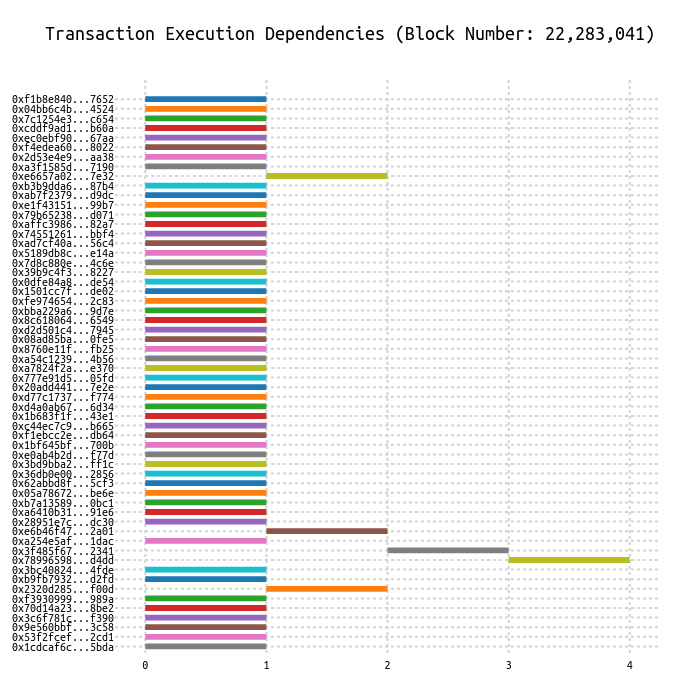 Transaction Execution Dependencies (Block Number: 22,283,041)
0xf1b8e840...7652
0x04bb6c4b...4524
0x7c1254e3...c654
0xcddf9ad1...b60a
0xec0ebf90...67aa
0xf4edea60...8022
0x2d53e4e9...aa38
0xa3f1585d...7190
0xe6657a02...7e32
0xb3b9dda6...87b4
0xab7f2379...d9dc
0xe1f43151...99b7
0x79b65238...d071
0xaffc3986...82a7
0x74551261...bbf4
0xad7cf40a...56c4
0x5189db8c...e14a
0x7d8c880e...4c6e
0x39b9c4f3...8227
0x0dfe84a8...de54
0x1501cc7f...de02
0xfe974654...2c83
0xbba229a6...9d7e
0x8c618064...6549
0xd2d501c4...7945
0x08ad85ba...0fe5
0x8760e11f...fb25
0xa54c1239...4b56
0xa7824f2a...e370
0x777e91d5...05fd
0x20add441...7e2e
0xd77c1737...f774
0xd4a0ab67...6d34
0x1b683f1f...43e1
0xc44ec7c9...b665
0xf1ebcc2e...db64
0x1bf645bf...700b
0xe0ab4b2d...f77d
0x3bd9bba2...ff1c
0x36db0e00...2856
0x62abbd8f...5cf3
0x05a78672...be6e
0xb7a13589...0bc1
0xa6410b31...91e6
0x28951e7c...dc30
0xe6b46f47...2a01
0xa254e5af...1dac
0x3f485f67...2341
0x78996598...d4dd
0x3bc40824...4fde
0xb9fb7932...d2fd
0x2320d285...f00d
0xf3930999...989a
0x70d14a23...8be2
0x3c6f781c...f390
0x9e560bbf...3c58
0x53f2fcef...2cd1
0x1cdcaf6c...5bda
0 1 2 3 4